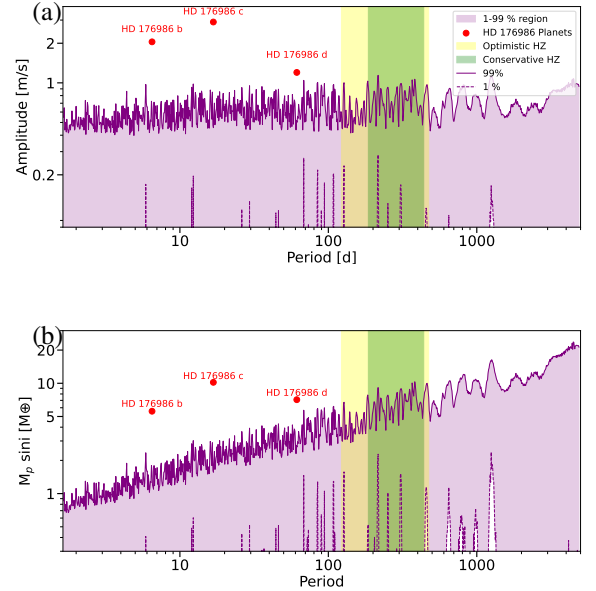 (a)
HD 176986 c
HD 176986 b
HD 176986 d
1-99 % region
HD 176986 Planets
Optimistic HZ
Conservative HZ
99%
1 %
2
1
0.2
Amplitude [m/s]
10
100
1000
Period [d]
(b)
HD 176986 c
HD 176986 b
HD 176986 d
20
10
5
1
Mp sini [M⊕]
10
100
1000
Period